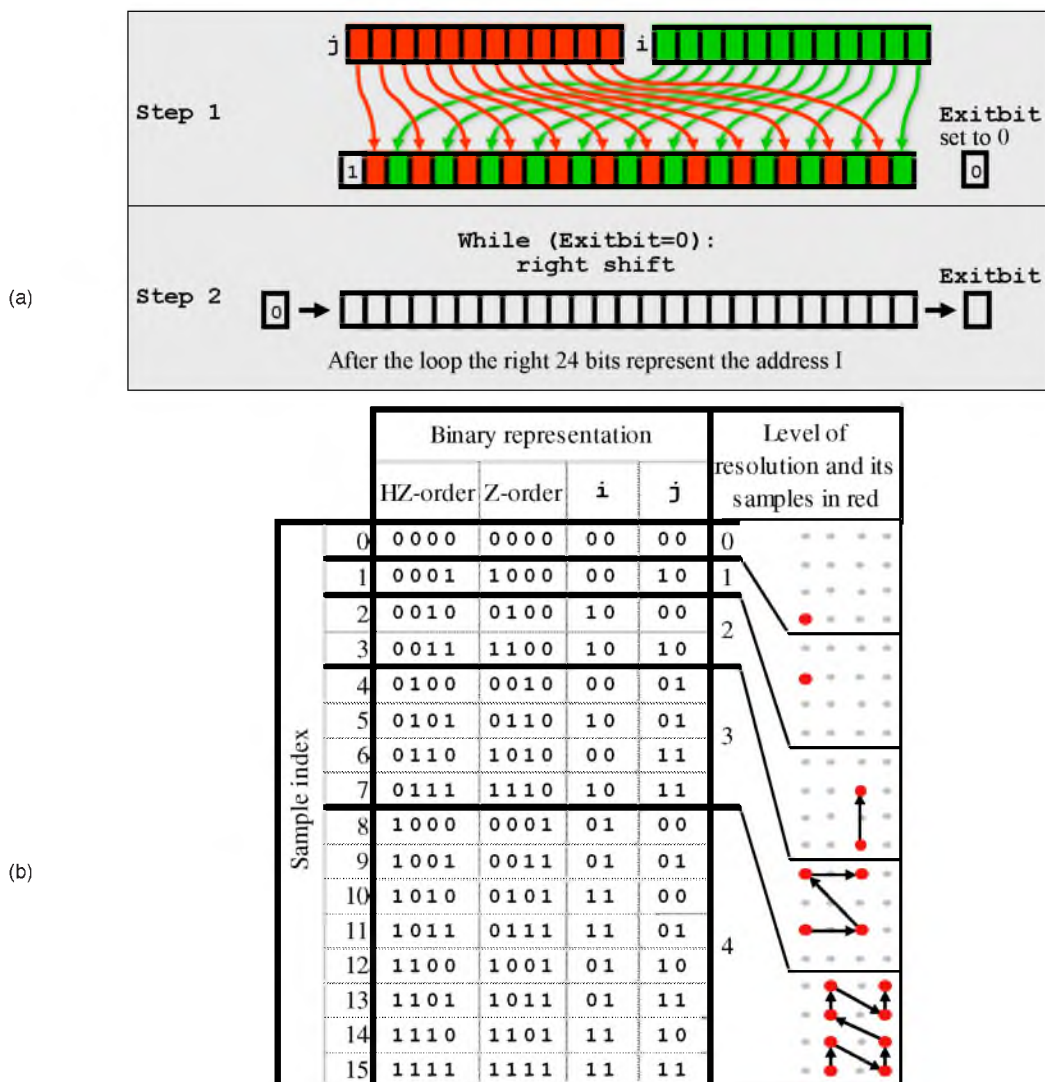 j i
Step 1
Exitbit
set to 0
1 0
While (Exitbit=0):
right shift
(a)
Step 2
Exitbit
0
After the loop the right 24 bits represent the address I
Binary representation
Level of
resolution and its
samples in red
HZ-order Z-order i j
0 0000 0000 00 00 0
1 0001 1000 00 10 1
2 0010 0100 10 00
2
3 0011 1100 10 10
4 0100 0010 00 01
5 0101 0110 10 01
3
6 0110 1010 00 11
7 0111 1110 10 11
Sample index
8 1000 0001 01 00
(b)
9 1001 0011 01 01
10 1010 0101 11 00
11 1011 0111 11 01
4
12 1100 1001 01 10
13 1101 1011 01 11
14 1110 1101 11 10
15 1111 1111 11 11